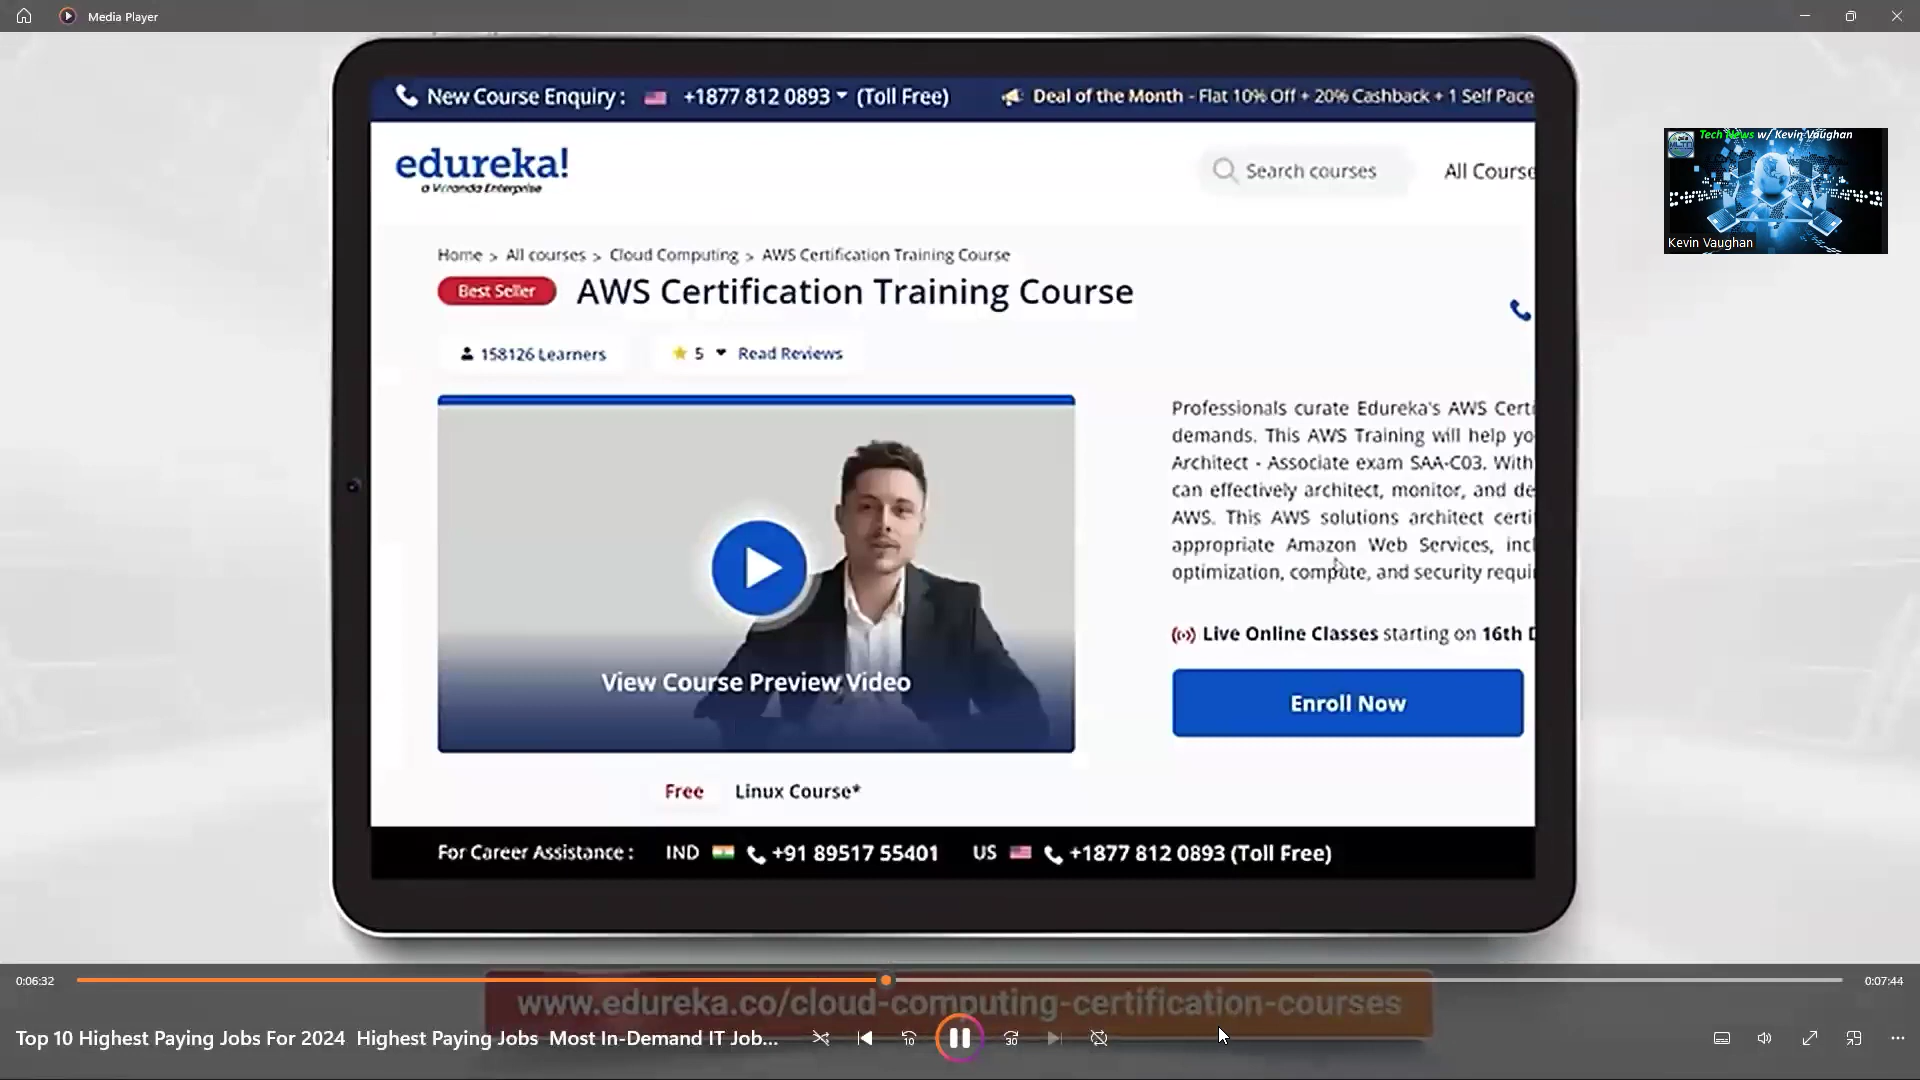 Media Player
New Course Enquiry : +1877 812 0893 (Toll Free) Deal of the Month - Flat 10% Off + 20% Cashback + 1 Self Pace
edureka!
a Veranda Enterprise
Search courses All Course
Tech News w/ Kevin Vaughan
Kevin Vaughan
Home > All courses > Cloud Computing > AWS Certification Training Course
Best Seller AWS Certification Training Course
158126 Learners 5 Read Reviews
Professionals curate Edureka's AWS Certi
demands. This AWS Training will help yo
Architect - Associate exam SAA-C03. With
can effectively architect, monitor, and de
AWS. This AWS solutions architect certi
appropriate Amazon Web Services, incl
optimization, compute, and security requi
View Course Preview Video
Live Online Classes starting on 16th D
Enroll Now
Free Linux Course*
For Career Assistance : IND +91 89517 55401 US +1877 812 0893 (Toll Free)
0:06:32 0:07:44
www.edureka.co/cloud-computing-certification-courses
Top 10 Highest Paying Jobs For 2024 Highest Paying Jobs Most In-Demand IT Job...
10 30